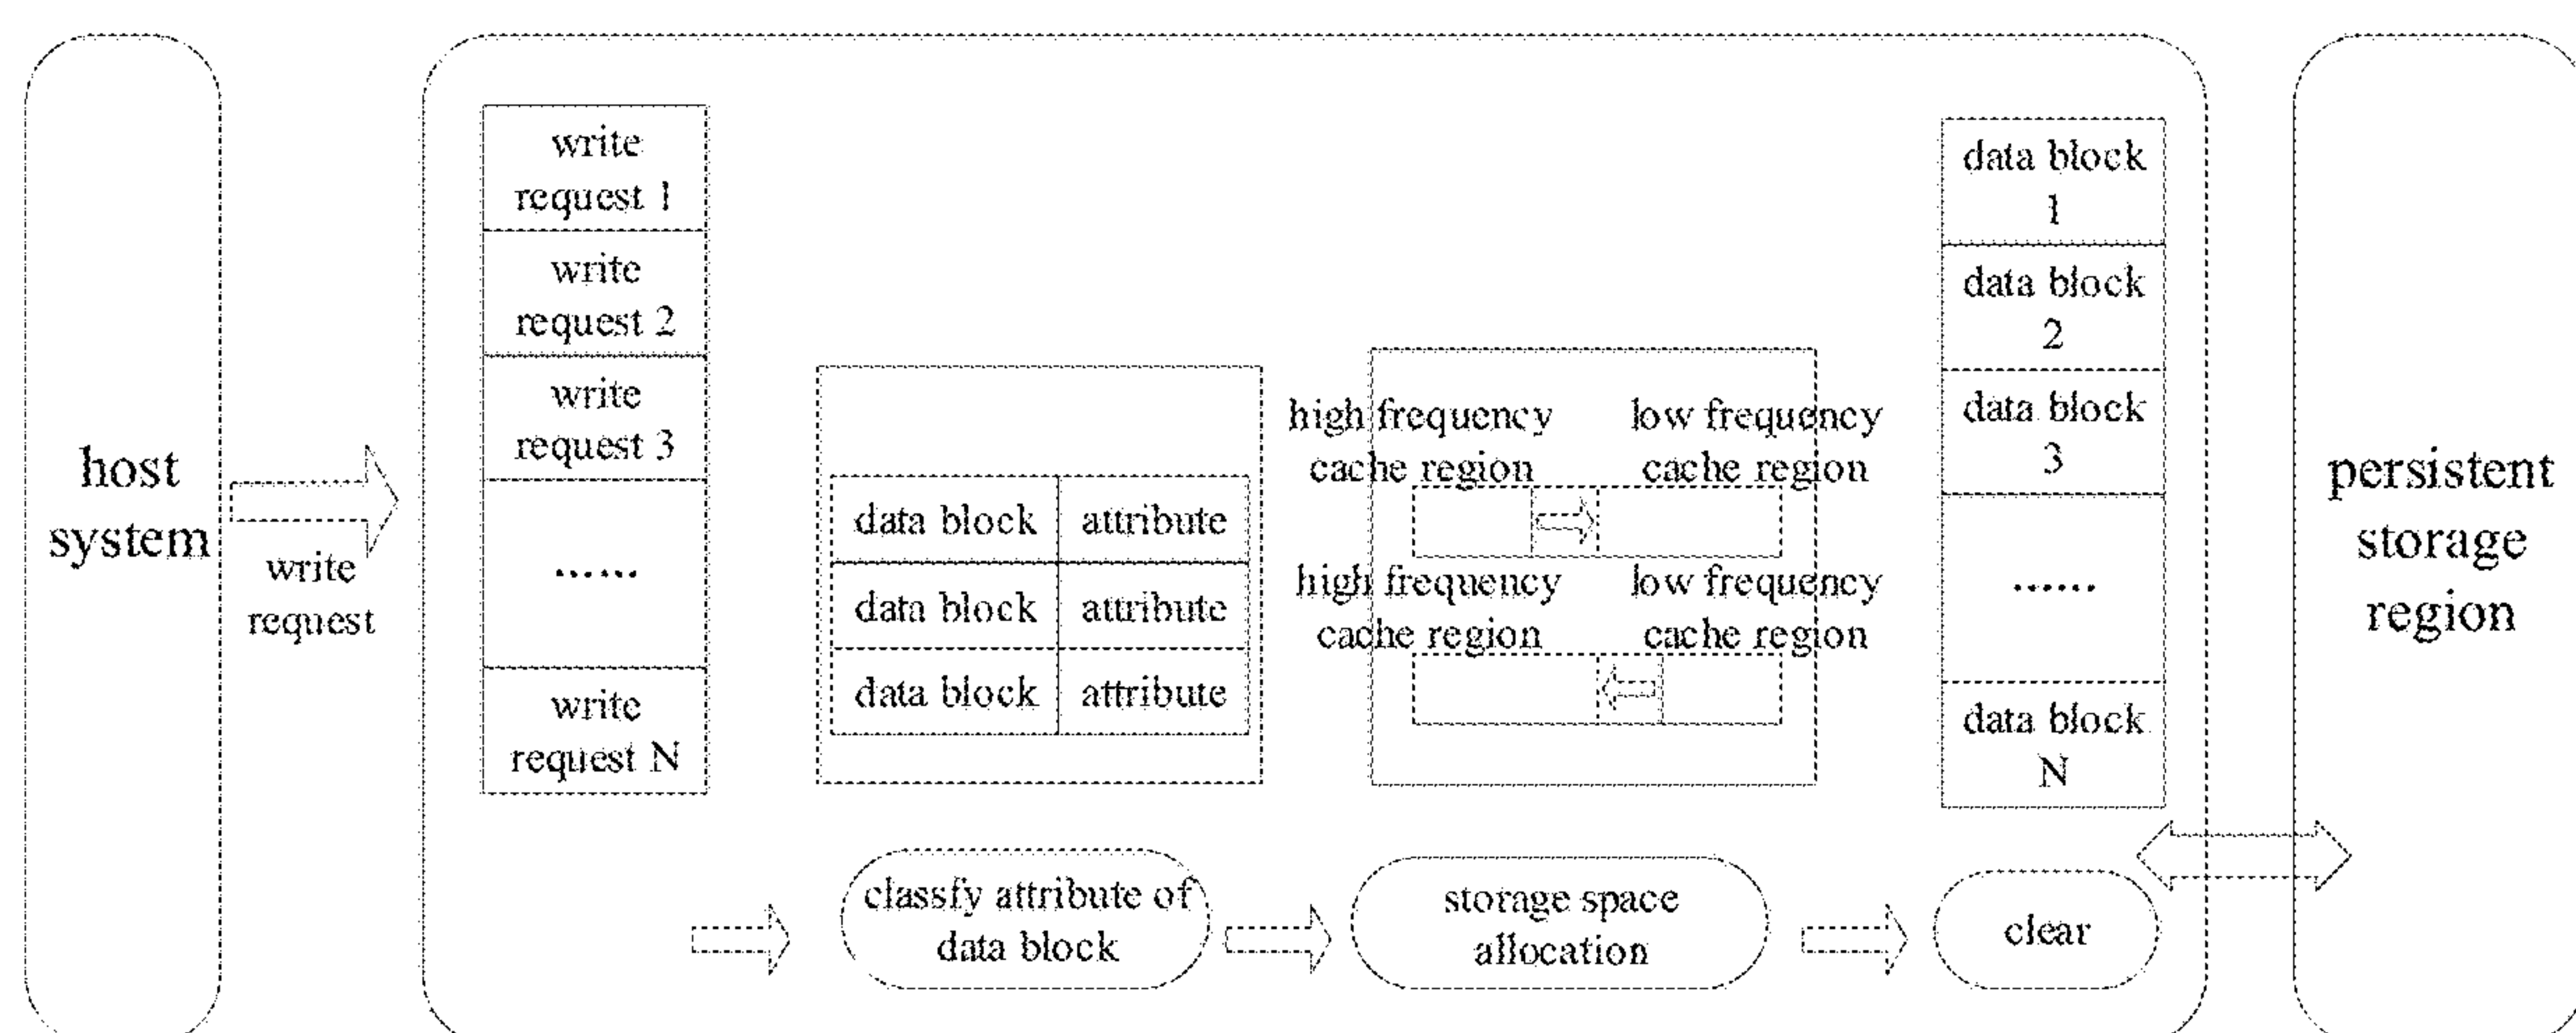 host
system
write
request
write
request 1
write
request 2
write
request 3
......
write
request N
data block attribute
data block attribute
data block attribute
high frequency
cache region
low frequency
cache region
high frequency
cache region
low frequency
cache region
data block
1
data block
2
data block
3
......
data block
N
classfy attribute of
data block
storage space
allocation
clear
persistent
storage
region